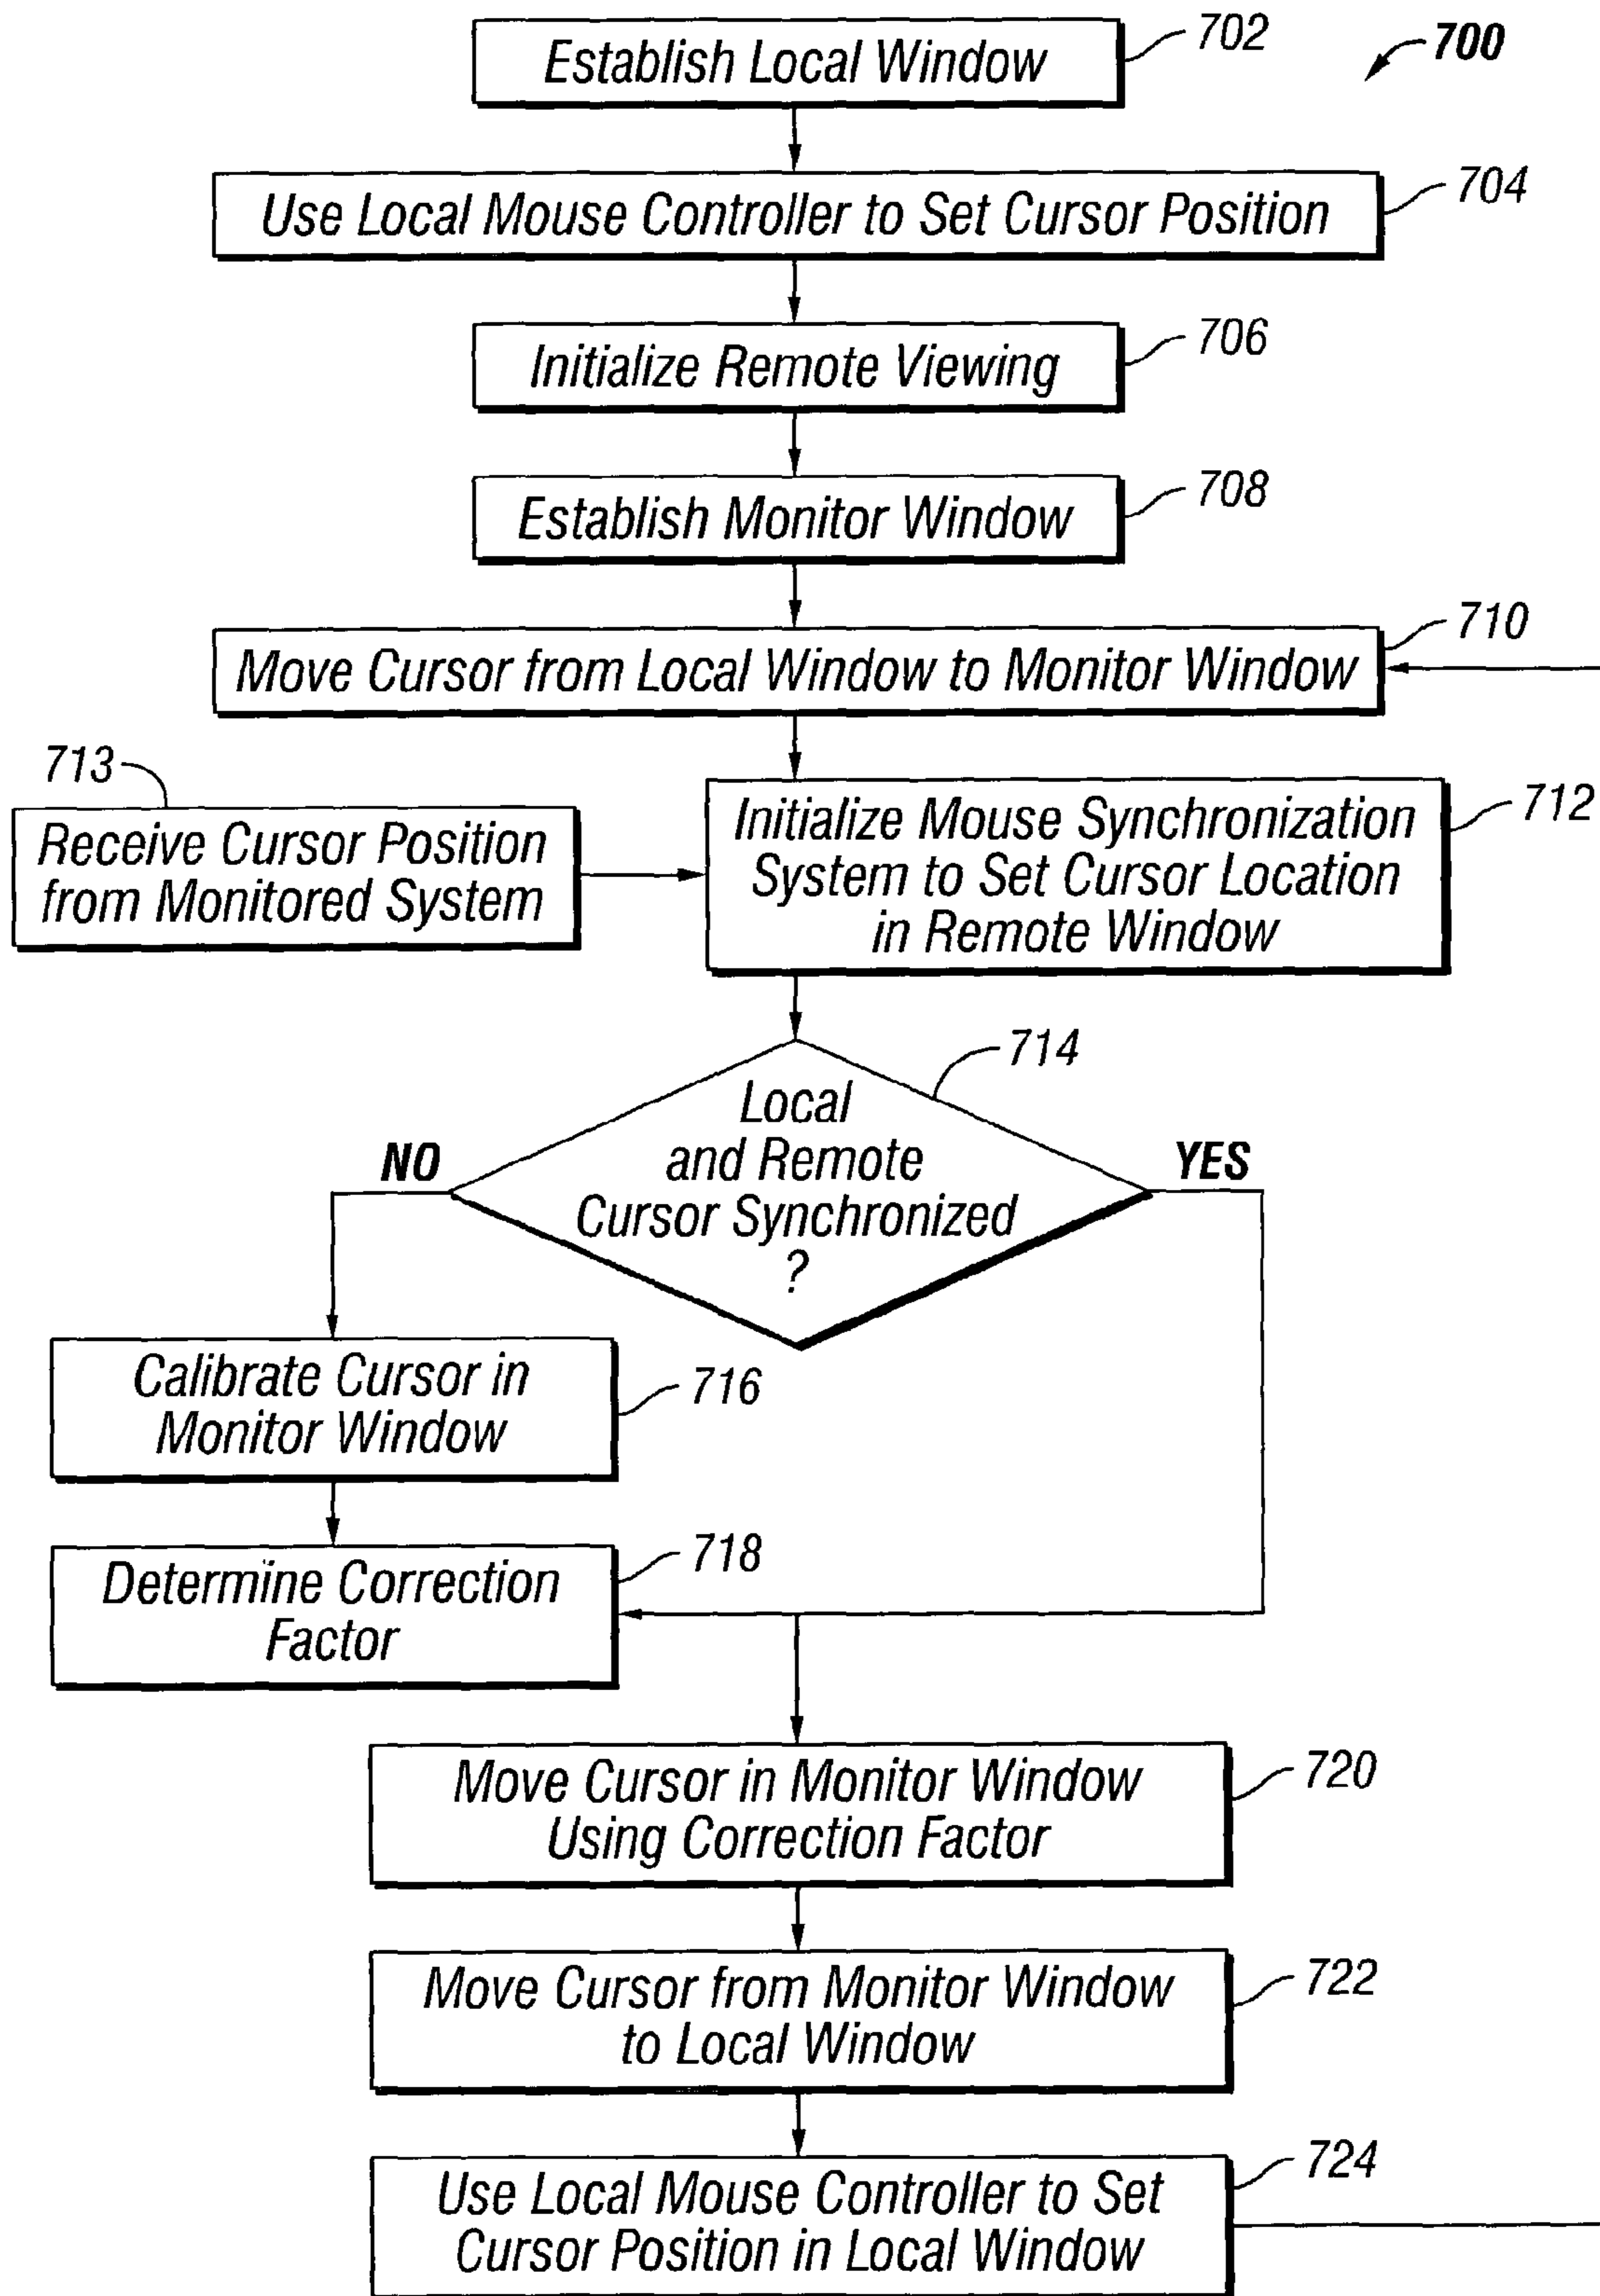 Establish Local Window
702
700
Use Local Mouse Controller to Set Cursor Position
704
Initialize Remote Viewing
706
Establish Monitor Window
708
Move Cursor from Local Window to Monitor Window
710
713
Receive Cursor Position
from Monitored System
Initialize Mouse Synchronization
System to Set Cursor Location
in Remote Window
712
714
Local
and Remote
Cursor Synchronized
?
NO
YES
Calibrate Cursor in
Monitor Window
716
Determine Correction
Factor
718
Move Cursor in Monitor Window
Using Correction Factor
720
Move Cursor from Monitor Window
to Local Window
722
Use Local Mouse Controller to Set
Cursor Position in Local Window
724